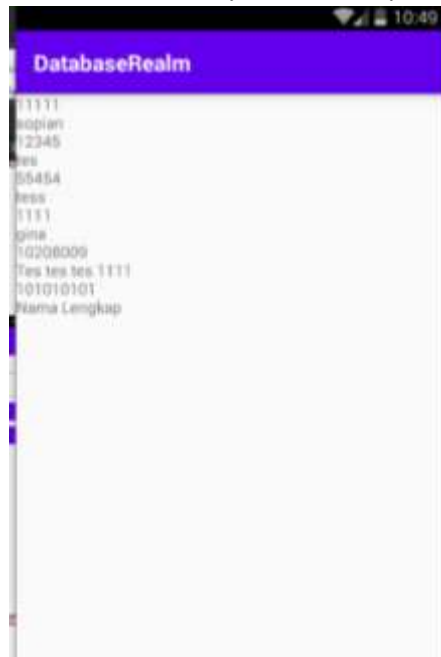 10:49
DatabaseRealm
11111
sopian
12345
tes
55454
tess
1111
gina
10208009
Tes tes tes 1111
101010101
Nama Lengkap